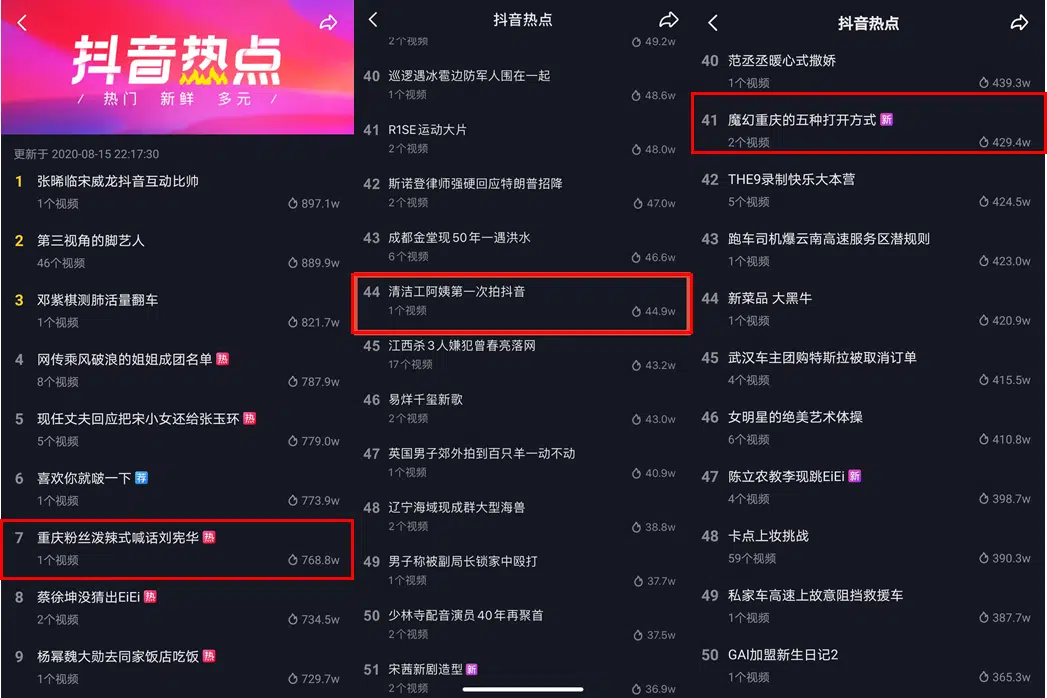 抖音热点
/ 热门 新鲜 多元 /
更新于 2020-08-15 22:17:30
1 张晞临宋威龙抖音互动比帅
1个视频 897.1w
2 第三视角的脚艺人
46个视频 889.9w
3 邓紫棋测肺活量翻车
1个视频 821.7w
4 网传乘风破浪的姐姐成团名单 热
8个视频 787.9w
5 现任丈夫回应把宋小女还给张玉环 热
5个视频 779.0w
6 喜欢你就啵一下 荐
1个视频 773.9w
7 重庆粉丝泼辣式喊话刘宪华 热
1个视频 768.8w
8 蔡徐坤没猜出EiEi 热
2个视频 734.5w
9 杨幂魏大勋去同家饭店吃饭 热
1个视频 729.7w
抖音热点
2个视频 49.2w
40 巡逻遇冰雹边防军人围在一起
1个视频 48.6w
41 R1SE运动大片
2个视频 48.0w
42 斯诺登律师强硬回应特朗普招降
2个视频 47.0w
43 成都金堂现50年一遇洪水
6个视频 46.6w
44 清洁工阿姨第一次拍抖音
1个视频 44.9w
45 江西杀3人嫌犯曾春亮落网
17个视频 43.2w
46 易烊千玺新歌
2个视频 43.0w
47 英国男子郊外拍到百只羊一动不动
1个视频 40.9w
48 辽宁海域现成群大型海兽
2个视频 38.8w
49 男子称被副局长锁家中殴打
1个视频 37.7w
50 少林寺配音演员40年再聚首
2个视频 37.5w
51 宋茜新剧造型 新
2个视频 36.9w
抖音热点
40 范丞丞暖心式撒娇
1个视频 439.3w
41 魔幻重庆的五种打开方式 新
2个视频 429.4w
42 THE9录制快乐大本营
5个视频 424.5w
43 跑车司机爆云南高速服务区潜规则
1个视频 423.0w
44 新菜品 大黑牛
1个视频 420.9w
45 武汉车主团购特斯拉被取消订单
4个视频 415.5w
46 女明星的绝美艺术体操
6个视频 410.8w
47 陈立农教李现跳EiEi 新
4个视频 398.7w
48 卡点上妆挑战
59个视频 390.3w
49 私家车高速上故意阻挡救援车
1个视频 387.7w
50 GAI加盟新生日记2
1个视频 365.3w